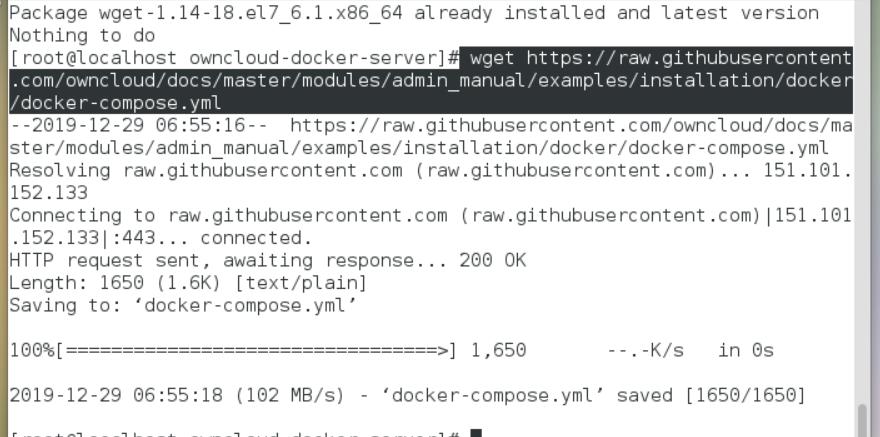 Package wget-1.14-18.el7_6.1.x86_64 already installed and latest version
Nothing to do
[root@localhost owncloud-docker-server]# wget https://raw.githubusercontent
.com/owncloud/docs/master/modules/admin_manual/examples/installation/docker
/docker-compose.yml
--2019-12-29 06:55:16--  https://raw.githubusercontent.com/owncloud/docs/ma
ster/modules/admin_manual/examples/installation/docker/docker-compose.yml
Resolving raw.githubusercontent.com (raw.githubusercontent.com)... 151.101.
152.133
Connecting to raw.githubusercontent.com (raw.githubusercontent.com)|151.101
.152.133|:443... connected.
HTTP request sent, awaiting response... 200 OK
Length: 1650 (1.6K) [text/plain]
Saving to: ‘docker-compose.yml’
100%[=================================>] 1,650       --.-K/s   in 0s
2019-12-29 06:55:18 (102 MB/s) - ‘docker-compose.yml’ saved [1650/1650]
[root@localhost owncloud-docker-server]#